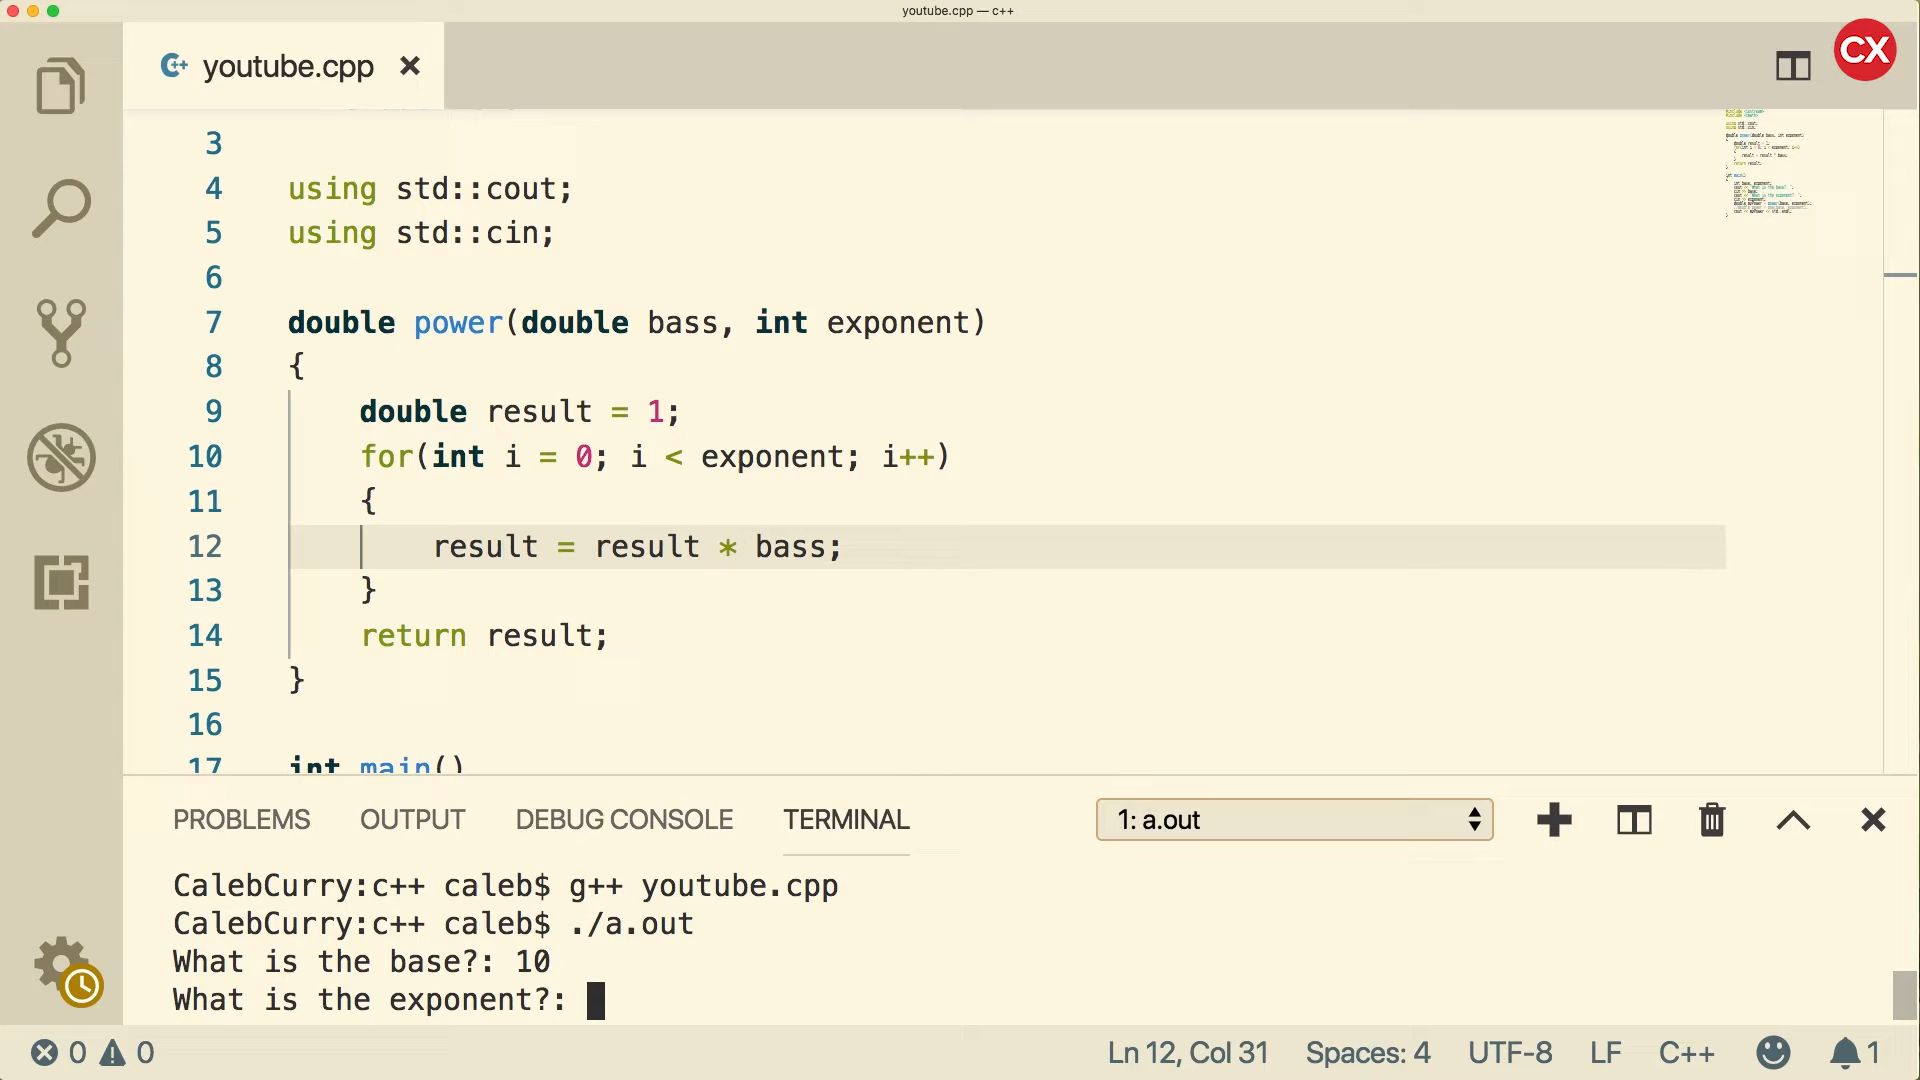 youtube.cpp — c++
youtube.cpp
CX
3
4 using std::cout;
5 using std::cin;
6
7 double power(double bass, int exponent)
8 {
9 double result = 1;
10 for(int i = 0; i < exponent; i++)
11 {
12 result = result * bass;
13 }
14 return result;
15 }
16
17 int main()
PROBLEMS OUTPUT DEBUG CONSOLE TERMINAL 1: a.out
CalebCurry:c++ caleb$ g++ youtube.cpp
CalebCurry:c++ caleb$ ./a.out
What is the base?: 10
What is the exponent?:
0 0 Ln 12, Col 31 Spaces: 4 UTF-8 LF C++ 1